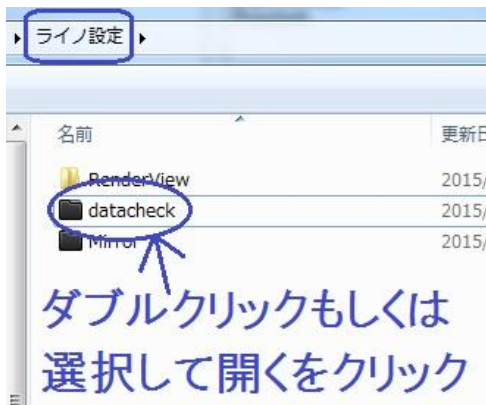 ライノ設定
名前 更新日
RenderView 2015/
datacheck 2015/
Mirror 2015/
ダブルクリックもしくは
選択して開くをクリック